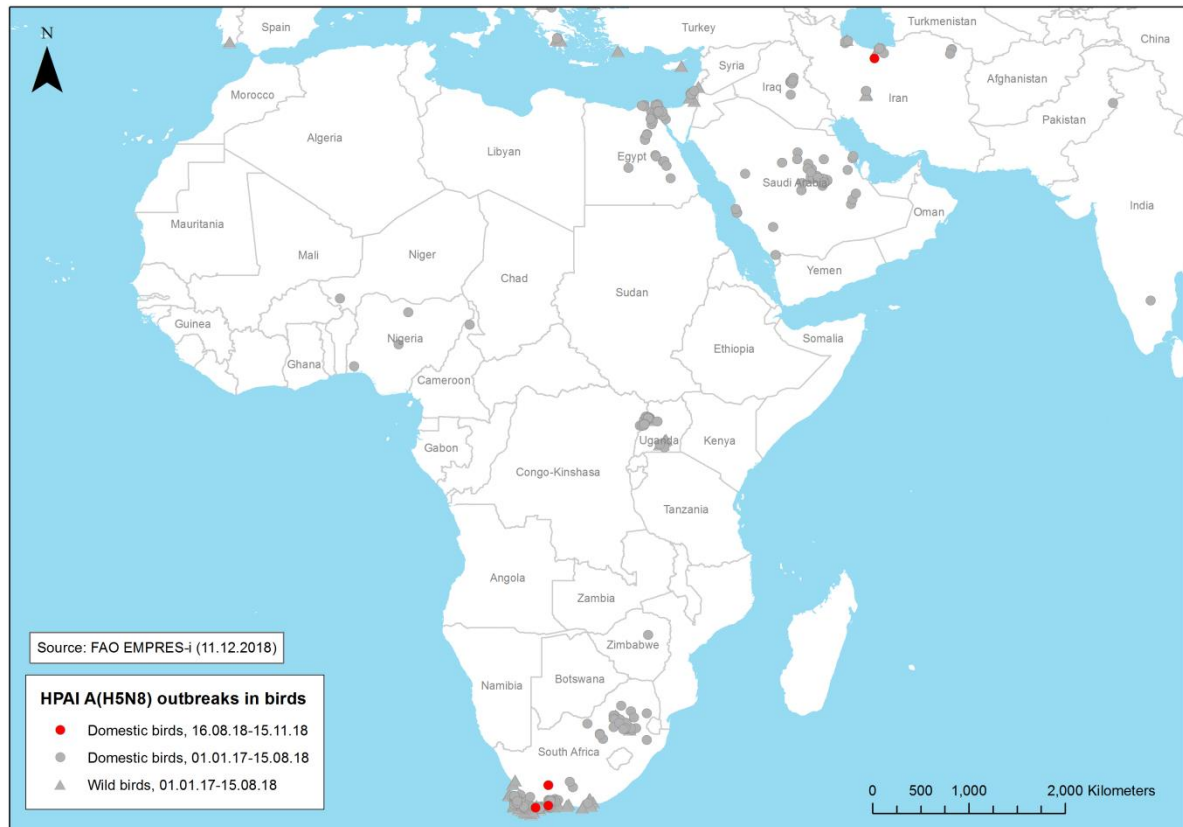 Spain
Turkey
Turkmenistan
China
N
Syria
Afghanistan
Morocco
Iraq
Iran
Pakistan
Algeria
Libyan
Egypt
Saudi Arabia
India
Oman
Mauritania
Mali
Niger
Chad
Sudan
Yemen
Guinea
Nigeria
Ethiopia
Somalia
Ghana
Cameroon
Uganda
Kenya
Gabon
Congo-Kinshasa
Tanzania
Angola
Zambia
Zimbabwe
Source: FAO EMPRES-i (11.12.2018)
Namibia
Botswana
HPAI A(H5N8) outbreaks in birds
Domestic birds, 16.08.18-15.11.18
Domestic birds, 01.01.17-15.08.18
Wild birds, 01.01.17-15.08.18
South Africa
0 500 1,000 2,000 Kilometers